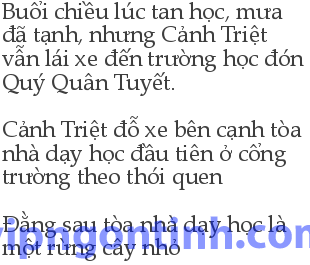 Buổi chiều lúc tan học, mưa
đã tạnh, nhưng Cảnh Triệt
vẫn lái xe đến trường học đón
Quý Quân Tuyết.
Cảnh Triệt đỗ xe bên cạnh tòa
nhà dạy học đầu tiên ở cổng
trường theo thói quen
Đằng sau tòa nhà dạy học là
một rừng cây nhỏ
vipngontinh.com